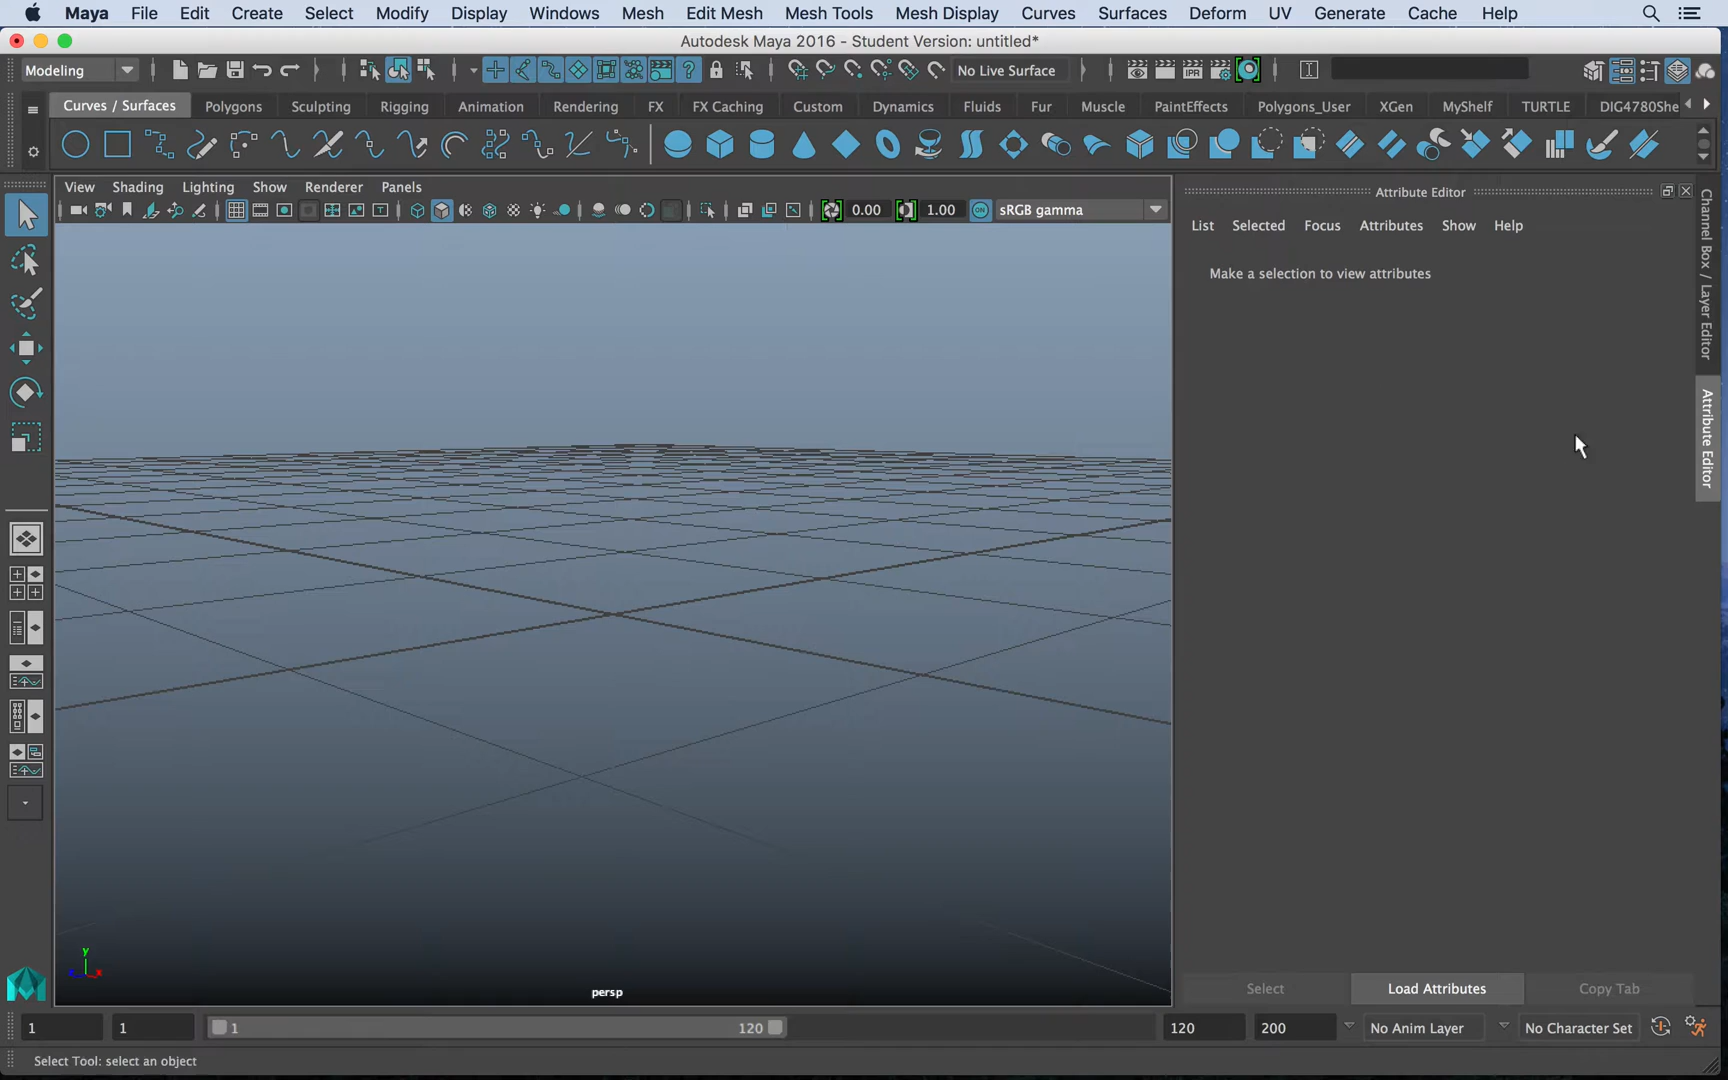 Maya File Edit Create Select Modify Display Windows Mesh Edit Mesh Mesh Tools Mesh Display Curves Surfaces Deform UV Generate Cache Help
Autodesk Maya 2016 - Student Version: untitled*
Modeling No Live Surface IPR
Curves / Surfaces Polygons Sculpting Rigging Animation Rendering FX FX Caching Custom Dynamics Fluids Fur Muscle PaintEffects Polygons_User XGen MyShelf TURTLE DIG4780She
View Shading Lighting Show Renderer Panels
0.00 1.00 ON sRGB gamma
Attribute Editor
List Selected Focus Attributes Show Help
Make a selection to view attributes
Channel Box / Layer Editor
Attribute Editor
y
z x
persp
Select Load Attributes Copy Tab
1 1 1 120 120 200 No Anim Layer No Character Set
Select Tool: select an object